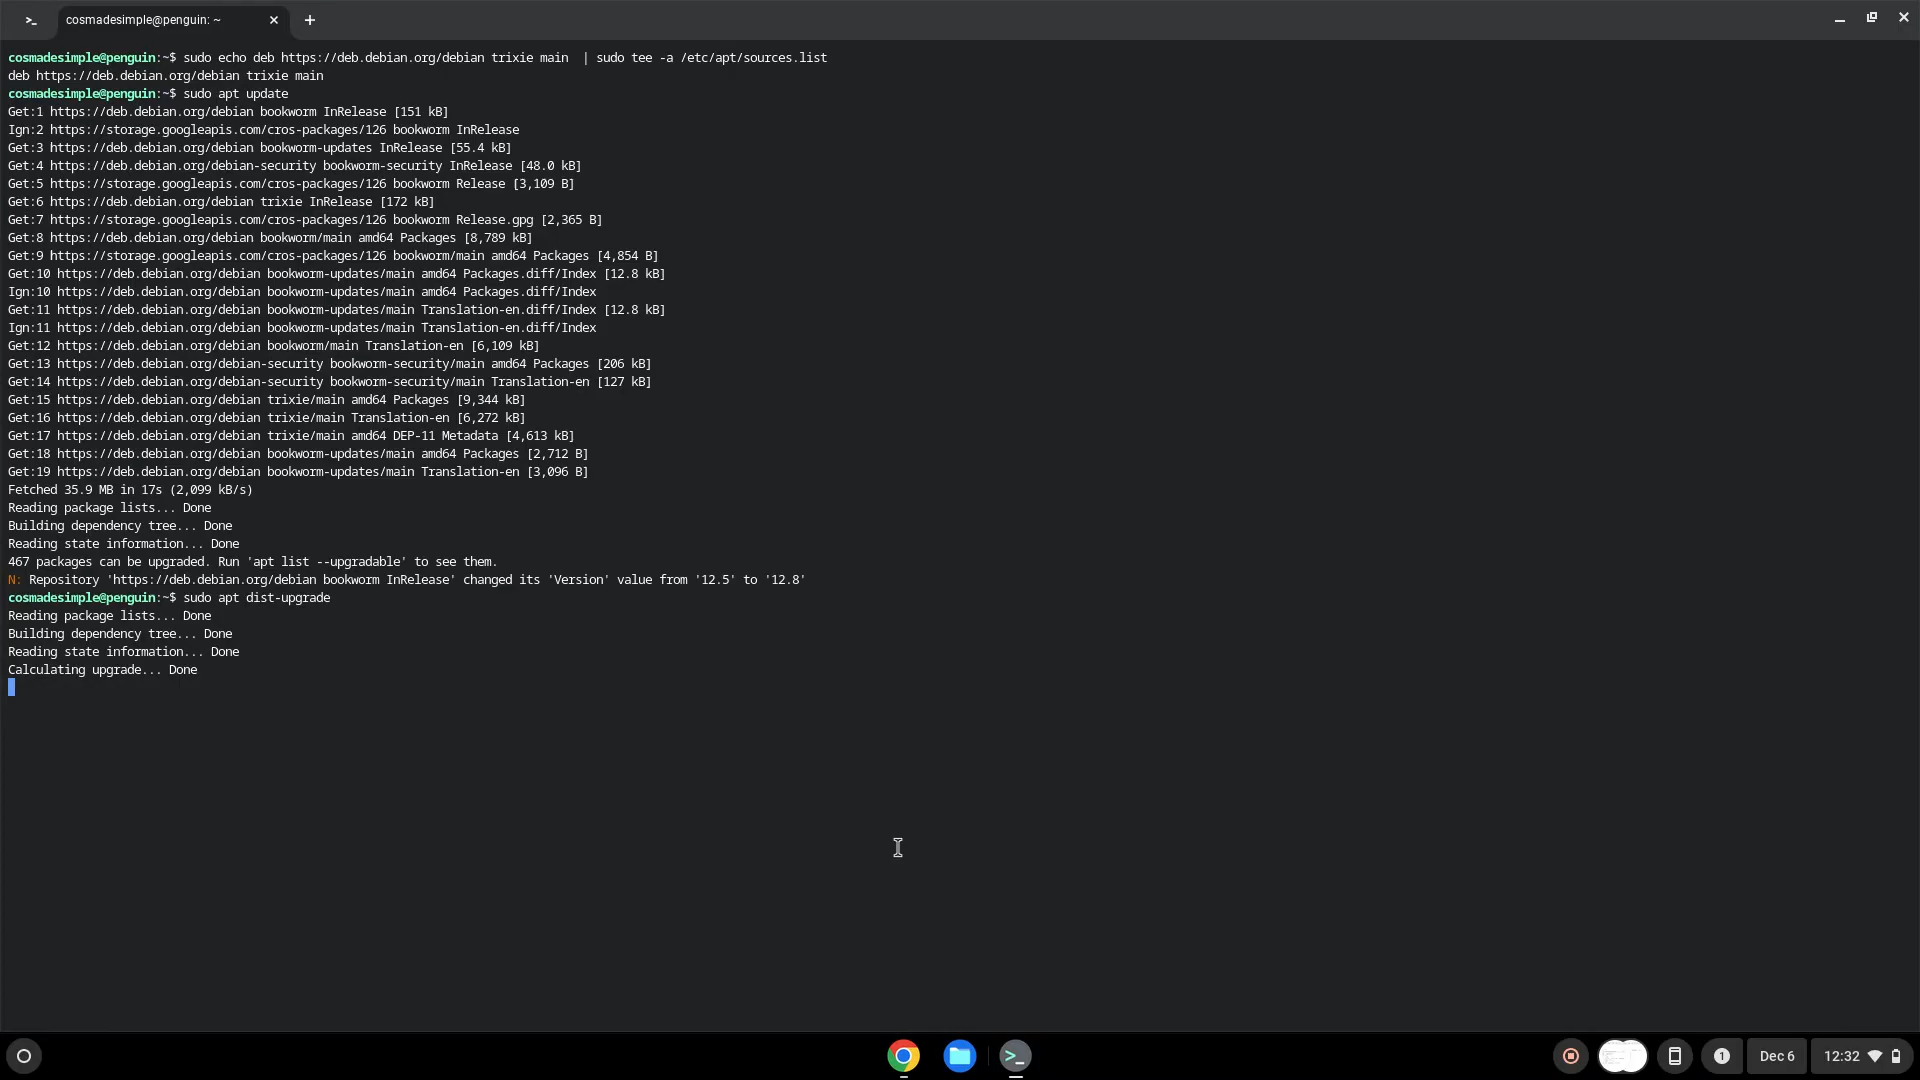 >_
cosmadesimple@penguin: ~
cosmadesimple@penguin:~$ sudo echo deb https://deb.debian.org/debian trixie main  | sudo tee -a /etc/apt/sources.list
deb https://deb.debian.org/debian trixie main
cosmadesimple@penguin:~$ sudo apt update
Get:1 https://deb.debian.org/debian bookworm InRelease [151 kB]
Ign:2 https://storage.googleapis.com/cros-packages/126 bookworm InRelease
Get:3 https://deb.debian.org/debian bookworm-updates InRelease [55.4 kB]
Get:4 https://deb.debian.org/debian-security bookworm-security InRelease [48.0 kB]
Get:5 https://storage.googleapis.com/cros-packages/126 bookworm Release [3,109 B]
Get:6 https://deb.debian.org/debian trixie InRelease [172 kB]
Get:7 https://storage.googleapis.com/cros-packages/126 bookworm Release.gpg [2,365 B]
Get:8 https://deb.debian.org/debian bookworm/main amd64 Packages [8,789 kB]
Get:9 https://storage.googleapis.com/cros-packages/126 bookworm/main amd64 Packages [4,854 B]
Get:10 https://deb.debian.org/debian bookworm-updates/main amd64 Packages.diff/Index [12.8 kB]
Ign:10 https://deb.debian.org/debian bookworm-updates/main amd64 Packages.diff/Index
Get:11 https://deb.debian.org/debian bookworm-updates/main Translation-en.diff/Index [12.8 kB]
Ign:11 https://deb.debian.org/debian bookworm-updates/main Translation-en.diff/Index
Get:12 https://deb.debian.org/debian bookworm/main Translation-en [6,109 kB]
Get:13 https://deb.debian.org/debian-security bookworm-security/main amd64 Packages [206 kB]
Get:14 https://deb.debian.org/debian-security bookworm-security/main Translation-en [127 kB]
Get:15 https://deb.debian.org/debian trixie/main amd64 Packages [9,344 kB]
Get:16 https://deb.debian.org/debian trixie/main Translation-en [6,272 kB]
Get:17 https://deb.debian.org/debian trixie/main amd64 DEP-11 Metadata [4,613 kB]
Get:18 https://deb.debian.org/debian bookworm-updates/main amd64 Packages [2,712 B]
Get:19 https://deb.debian.org/debian bookworm-updates/main Translation-en [3,096 B]
Fetched 35.9 MB in 17s (2,099 kB/s)
Reading package lists... Done
Building dependency tree... Done
Reading state information... Done
467 packages can be upgraded. Run 'apt list --upgradable' to see them.
N: Repository 'https://deb.debian.org/debian bookworm InRelease' changed its 'Version' value from '12.5' to '12.8'
cosmadesimple@penguin:~$ sudo apt dist-upgrade
Reading package lists... Done
Building dependency tree... Done
Reading state information... Done
Calculating upgrade... Done
>_
1
Dec 6
12:32